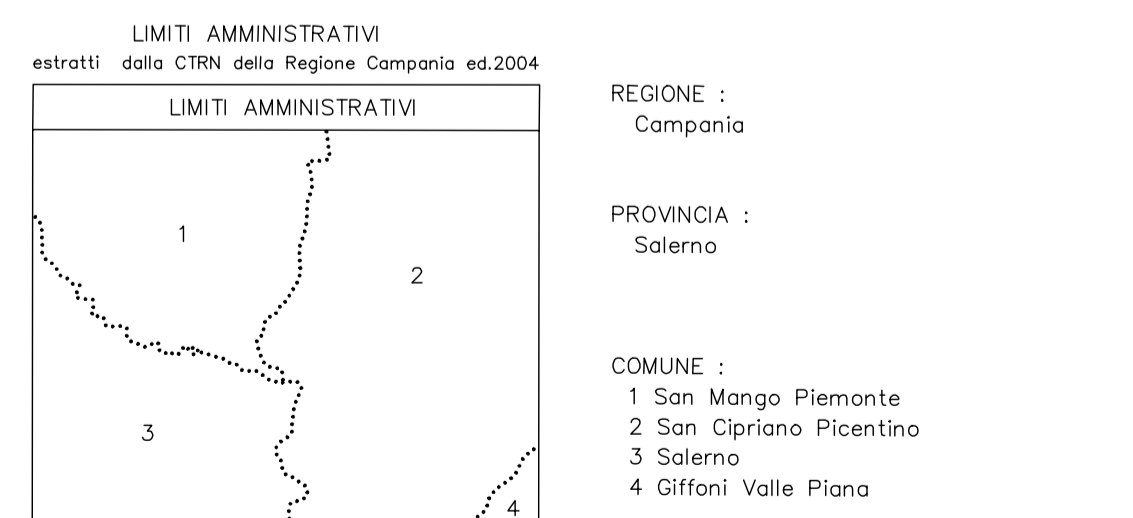 LIMITI AMMINISTRATIVI
estratti dalla CTRN della Regione Campania ed.2004
LIMITI AMMINISTRATIVI
1
2
3
4
REGIONE :
Campania
PROVINCIA :
Salerno
COMUNE :
1 San Mango Piemonte
2 San Cipriano Picentino
3 Salerno
4 Giffoni Valle Piana